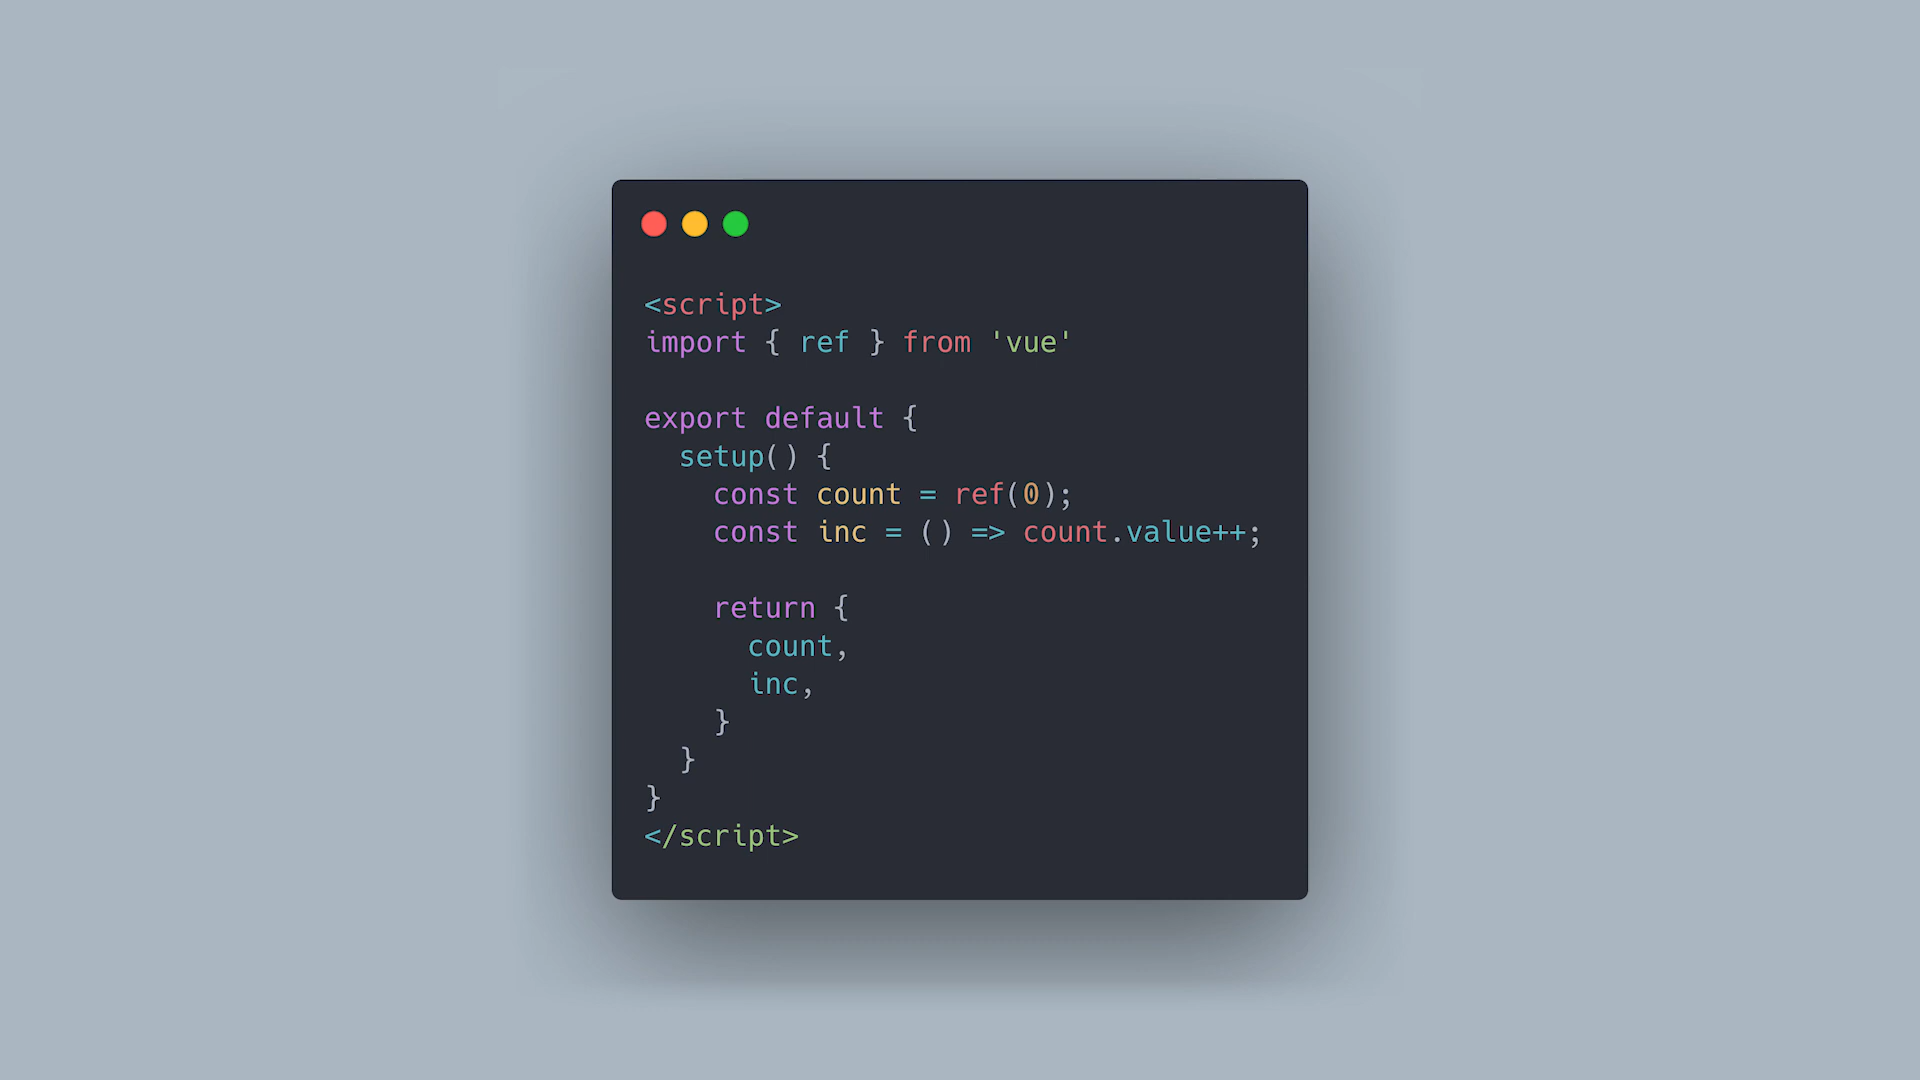 <script>
import { ref } from 'vue'

export default {
  setup() {
    const count = ref(0);
    const inc = () => count.value++;

    return {
      count,
      inc,
    }
  }
}
</script>